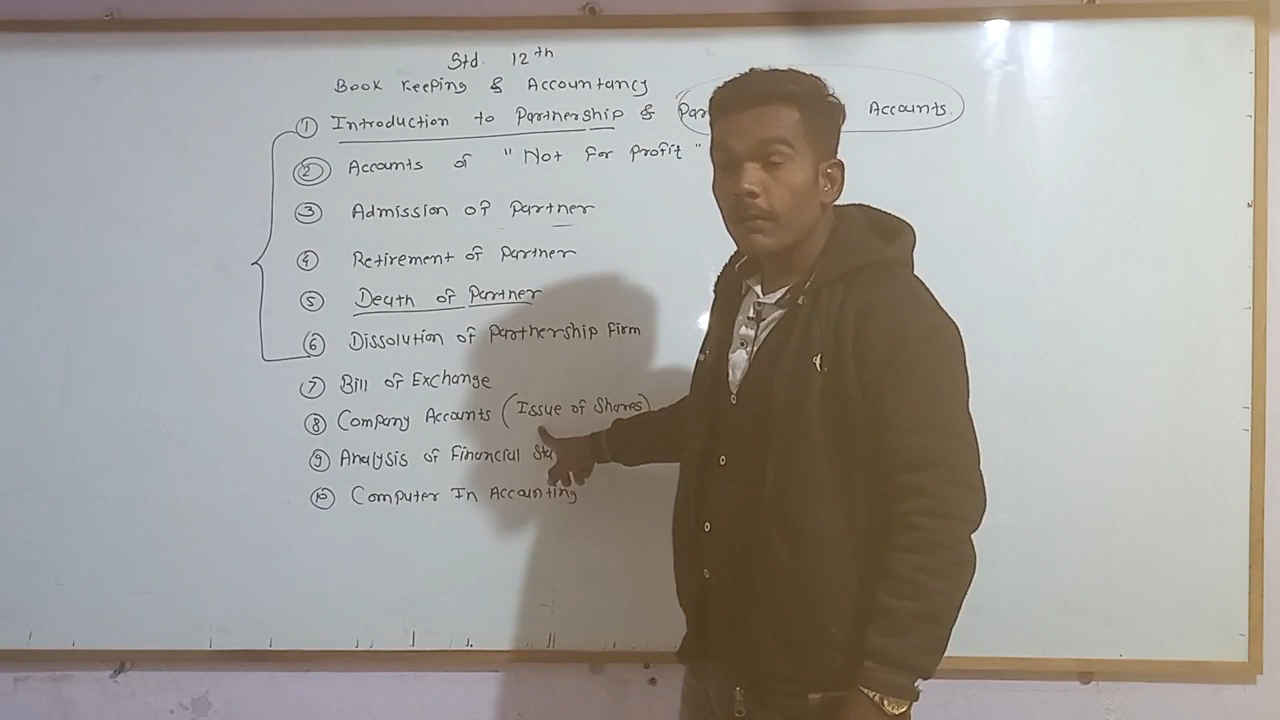 Std. 12th
Book Keeping & Accountancy
① Introduction to Partnership & Par Accounts.
② Accounts of "Not For Profit"
③ Admission of Partner
④ Retirement of Partner
⑤ Death of Partner
⑥ Dissolution of Partnership Firm
⑦ Bill of Exchange
⑧ Company Accounts (Issue of Shares)
⑨ Analysis of Financial Sta
⑩ Computer In Accounting